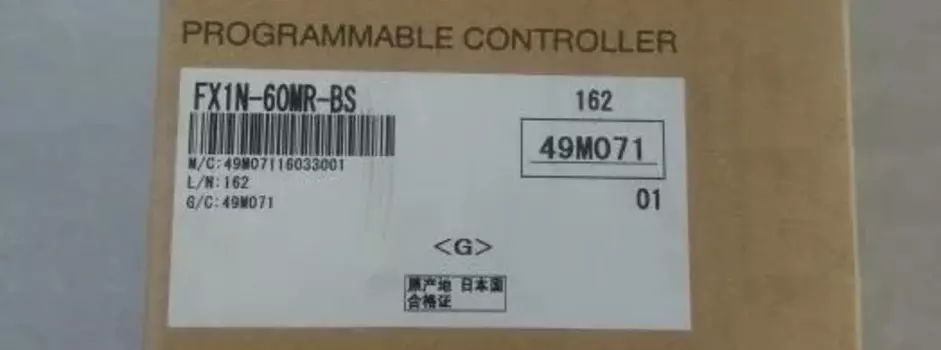 PROGRAMMABLE CONTROLLER
FX1N-60MR-BS
162
M/C:49M07116033001
49M071
L/N:162
G/C:49M071
01
<G>
原产地 日本国
合格证